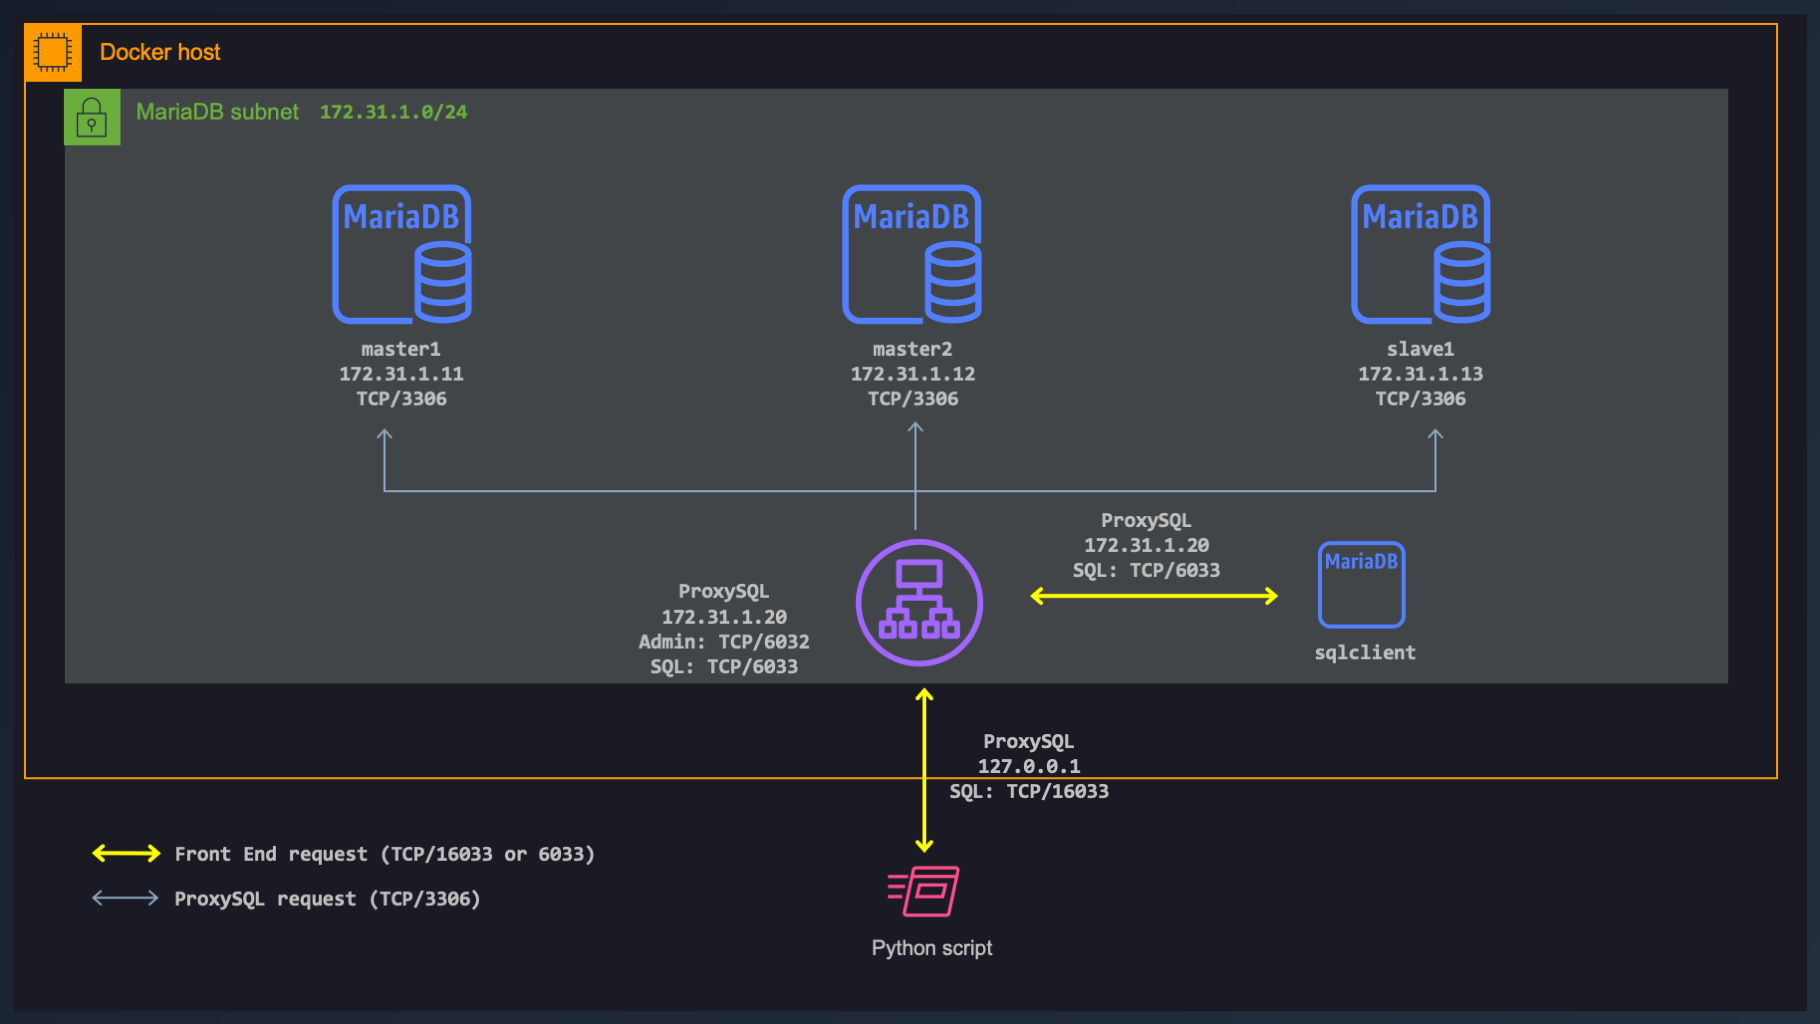 Docker host
MariaDB subnet 172.31.1.0/24
MariaDB
master1
172.31.1.11
TCP/3306
MariaDB
master2
172.31.1.12
TCP/3306
MariaDB
slave1
172.31.1.13
TCP/3306
ProxySQL
172.31.1.20
Admin: TCP/6032
SQL: TCP/6033
ProxySQL
172.31.1.20
SQL: TCP/6033
MariaDB
sqlclient
ProxySQL
127.0.0.1
SQL: TCP/16033
Front End request (TCP/16033 or 6033)
ProxySQL request (TCP/3306)
Python script